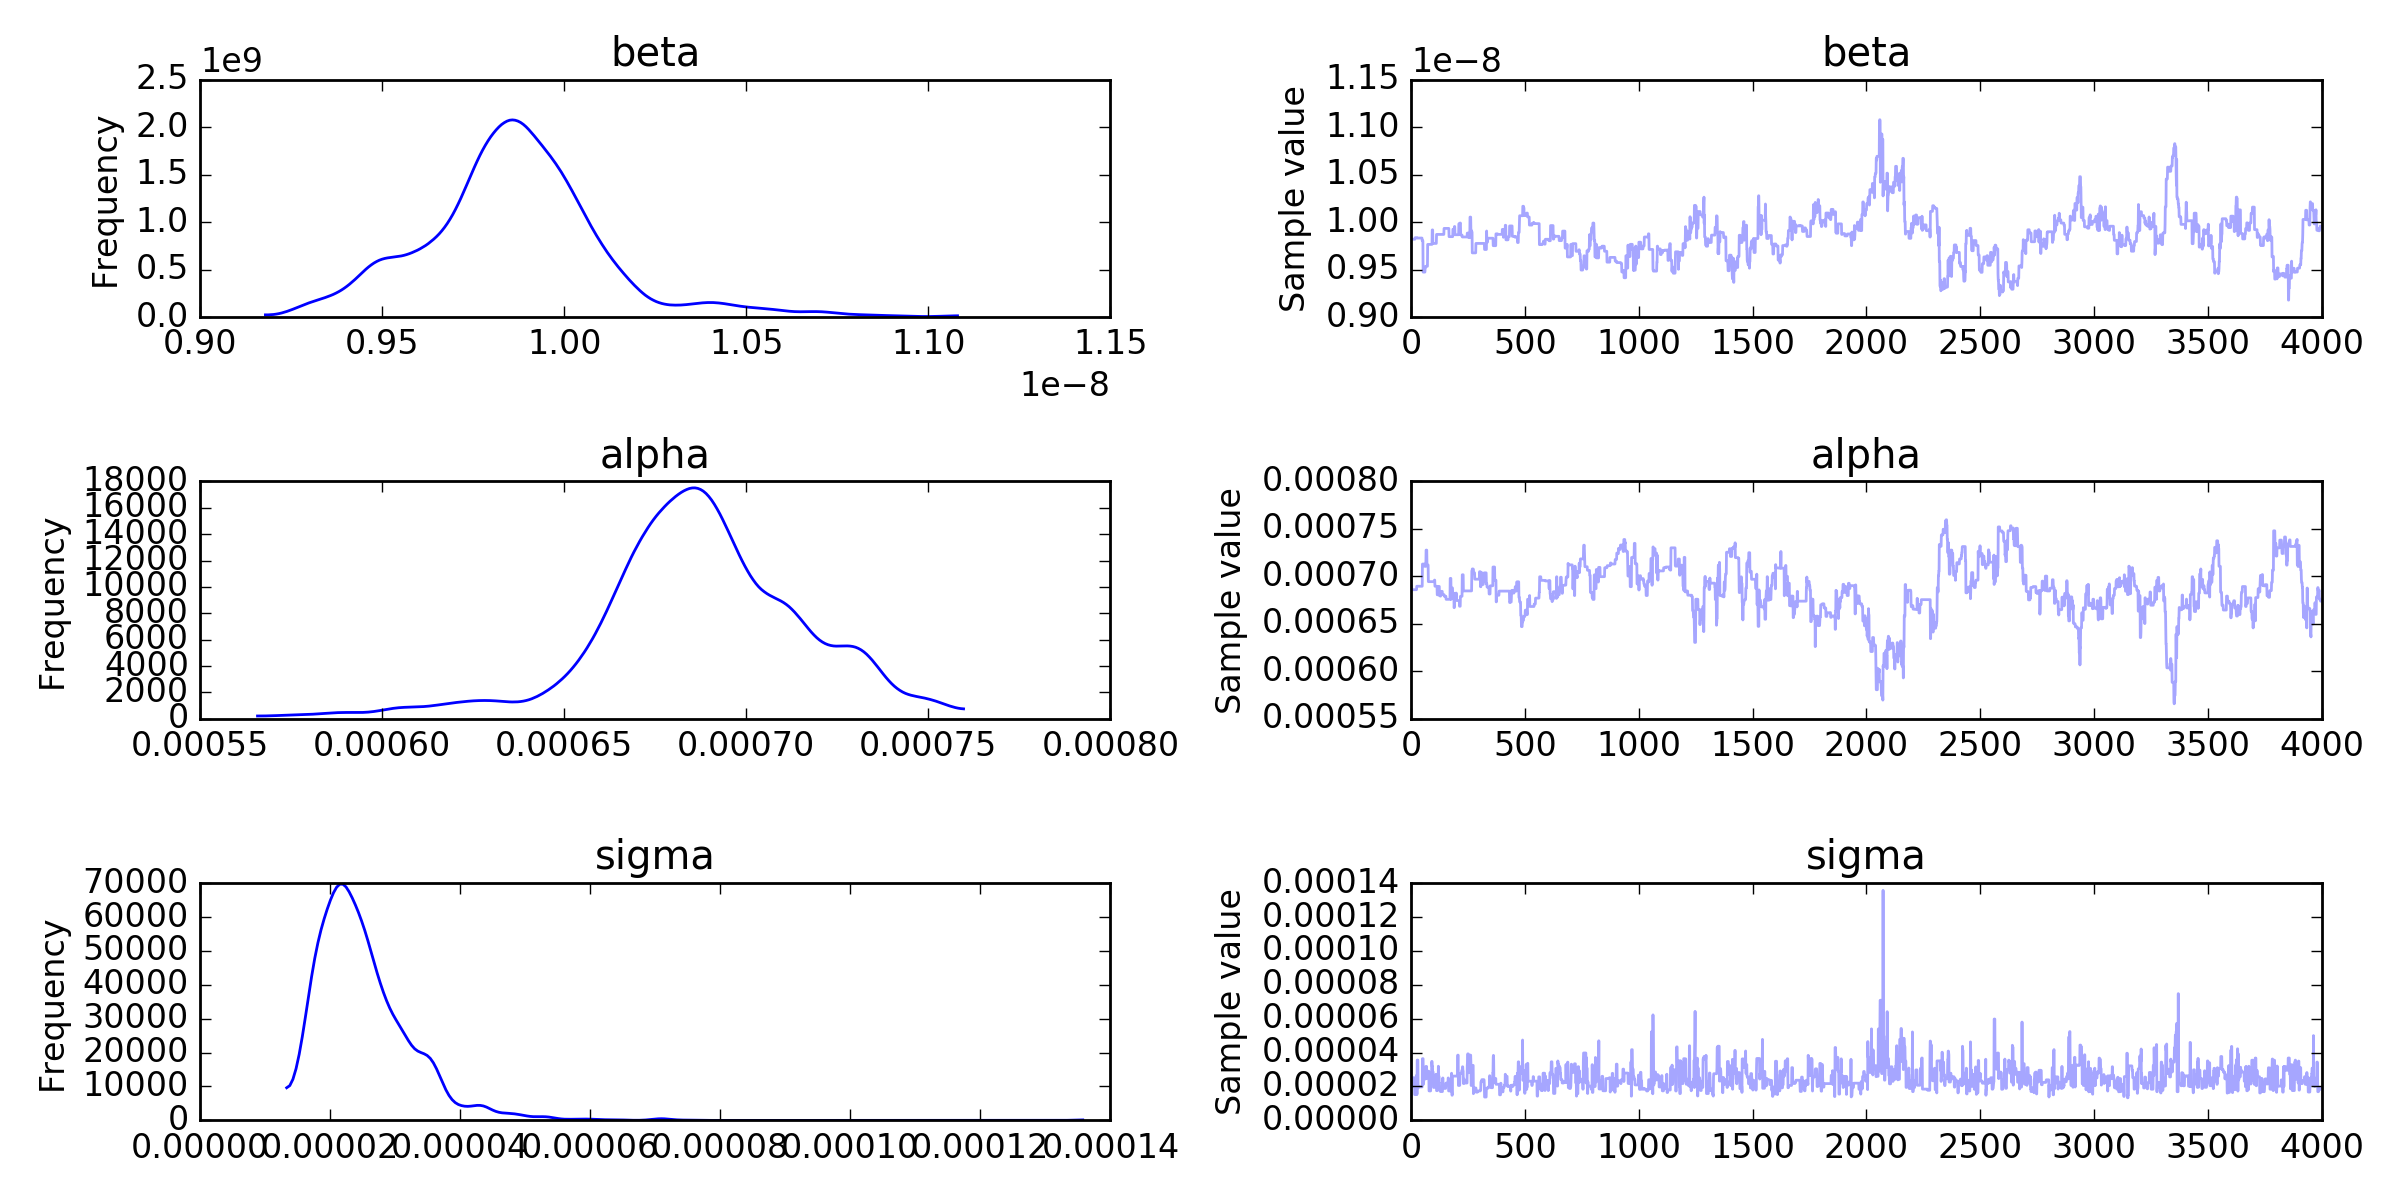 beta
1e9
2.5
2.0
1.5
1.0
0.5
0.0
Frequency
0.90 0.95 1.00 1.05 1.10 1.15
1e−8
beta
1e−8
1.15
1.10
1.05
1.00
0.95
0.90
Sample value
0 500 1000 1500 2000 2500 3000 3500 4000
alpha
18000
16000
14000
12000
10000
8000
6000
4000
2000
0
Frequency
0.00055 0.00060 0.00065 0.00070 0.00075 0.00080
alpha
0.00080
0.00075
0.00070
0.00065
0.00060
0.00055
Sample value
0 500 1000 1500 2000 2500 3000 3500 4000
sigma
70000
60000
50000
40000
30000
20000
10000
0
Frequency
0.00000 0.00002 0.00004 0.00006 0.00008 0.00010 0.00012 0.00014
sigma
0.00014
0.00012
0.00010
0.00008
0.00006
0.00004
0.00002
0.00000
Sample value
0 500 1000 1500 2000 2500 3000 3500 4000